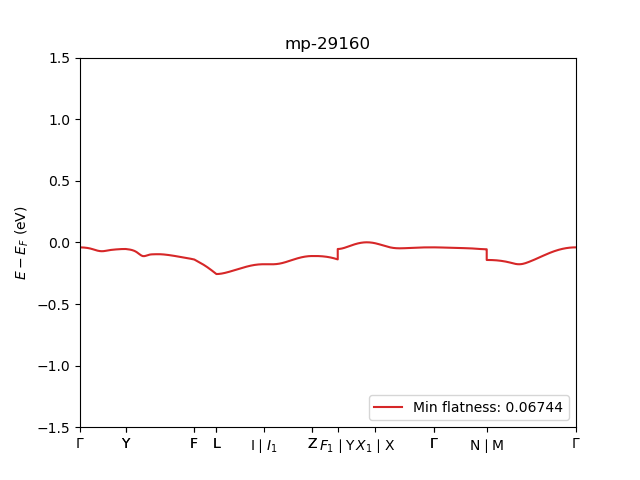 mp-29160
E − E_F (eV)
1.5
1.0
0.5
0.0
−0.5
−1.0
−1.5
Min flatness: 0.06744
Γ Y F L I | I₁ Z F₁ | Y X₁ | X Γ N | M Γ